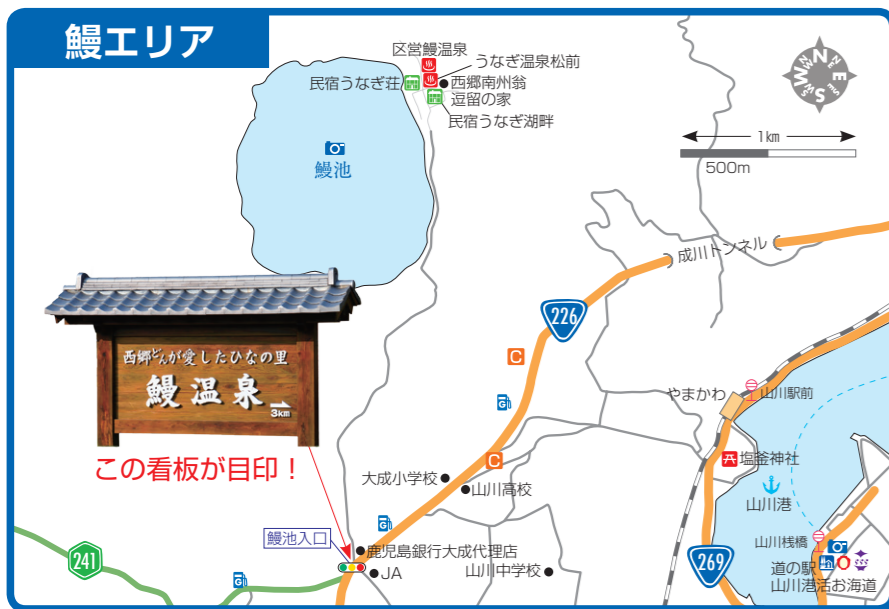 鰻エリア
区営鰻温泉
うなぎ温泉松前
民宿うなぎ荘
西郷南州翁
逗留の家
民宿うなぎ湖畔
N
E
S
W
1km
500m
鰻池
成川トンネル
226
西郷どんが愛したひなの里
鰻温泉
3km
この看板が目印！
C
G
やまかわ
山川駅前
C
大成小学校
山川高校
塩釜神社
山川港
G
鰻池入口
鹿児島銀行大成代理店
241
G
JA
山川中学校
269
山川桟橋
道の駅
山川港活お海道